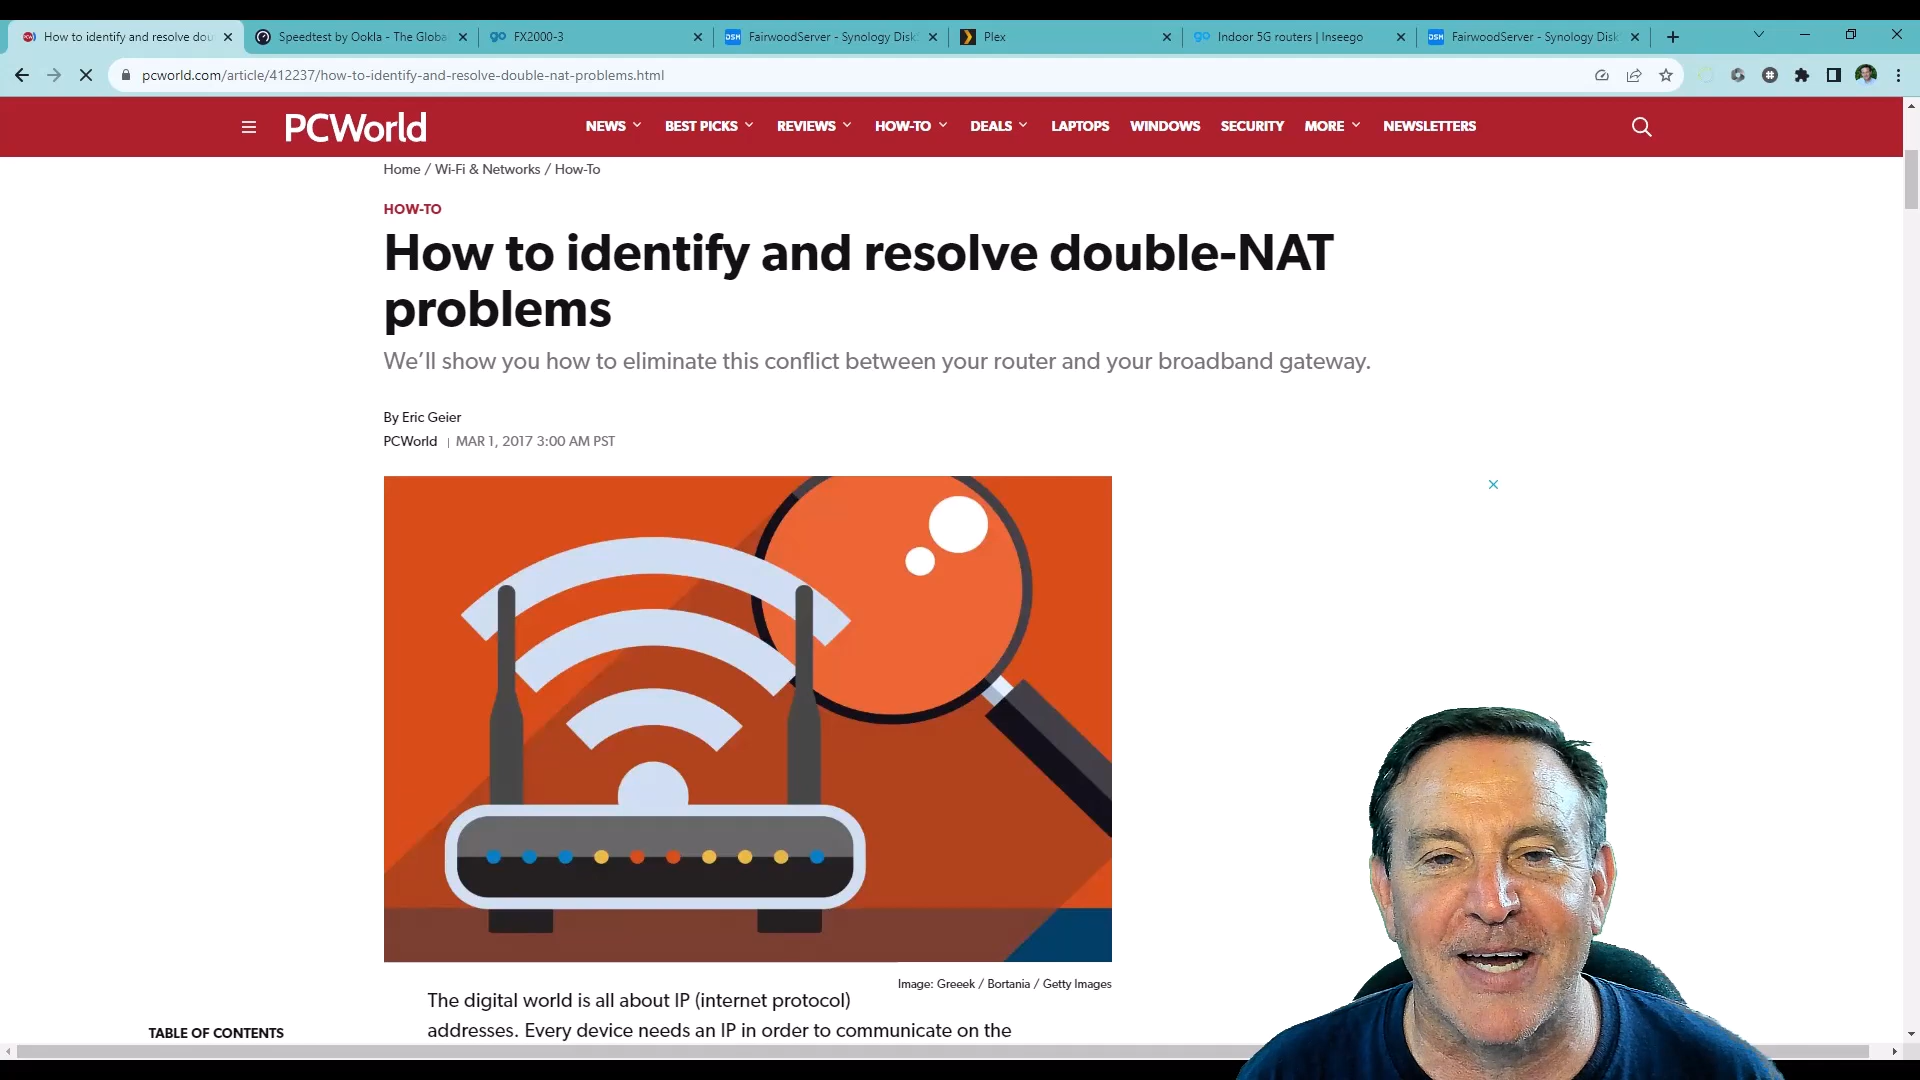 How to identify and resolve dou
Speedtest by Ookla - The Global
FX2000-3
FairwoodServer - Synology Disk
Plex
Indoor 5G routers | Inseego
FairwoodServer - Synology Disk
pcworld.com/article/412237/how-to-identify-and-resolve-double-nat-problems.html
PCWorld
NEWS
BEST PICKS
REVIEWS
HOW-TO
DEALS
LAPTOPS
WINDOWS
SECURITY
MORE
NEWSLETTERS
Home / Wi-Fi & Networks / How-To
HOW-TO
How to identify and resolve double-NAT
problems
We’ll show you how to eliminate this conflict between your router and your broadband gateway.
By Eric Geier
PCWorld | MAR 1, 2017 3:00 AM PST
Image: Greeek / Bortania / Getty Images
The digital world is all about IP (internet protocol)
addresses. Every device needs an IP in order to communicate on the
TABLE OF CONTENTS